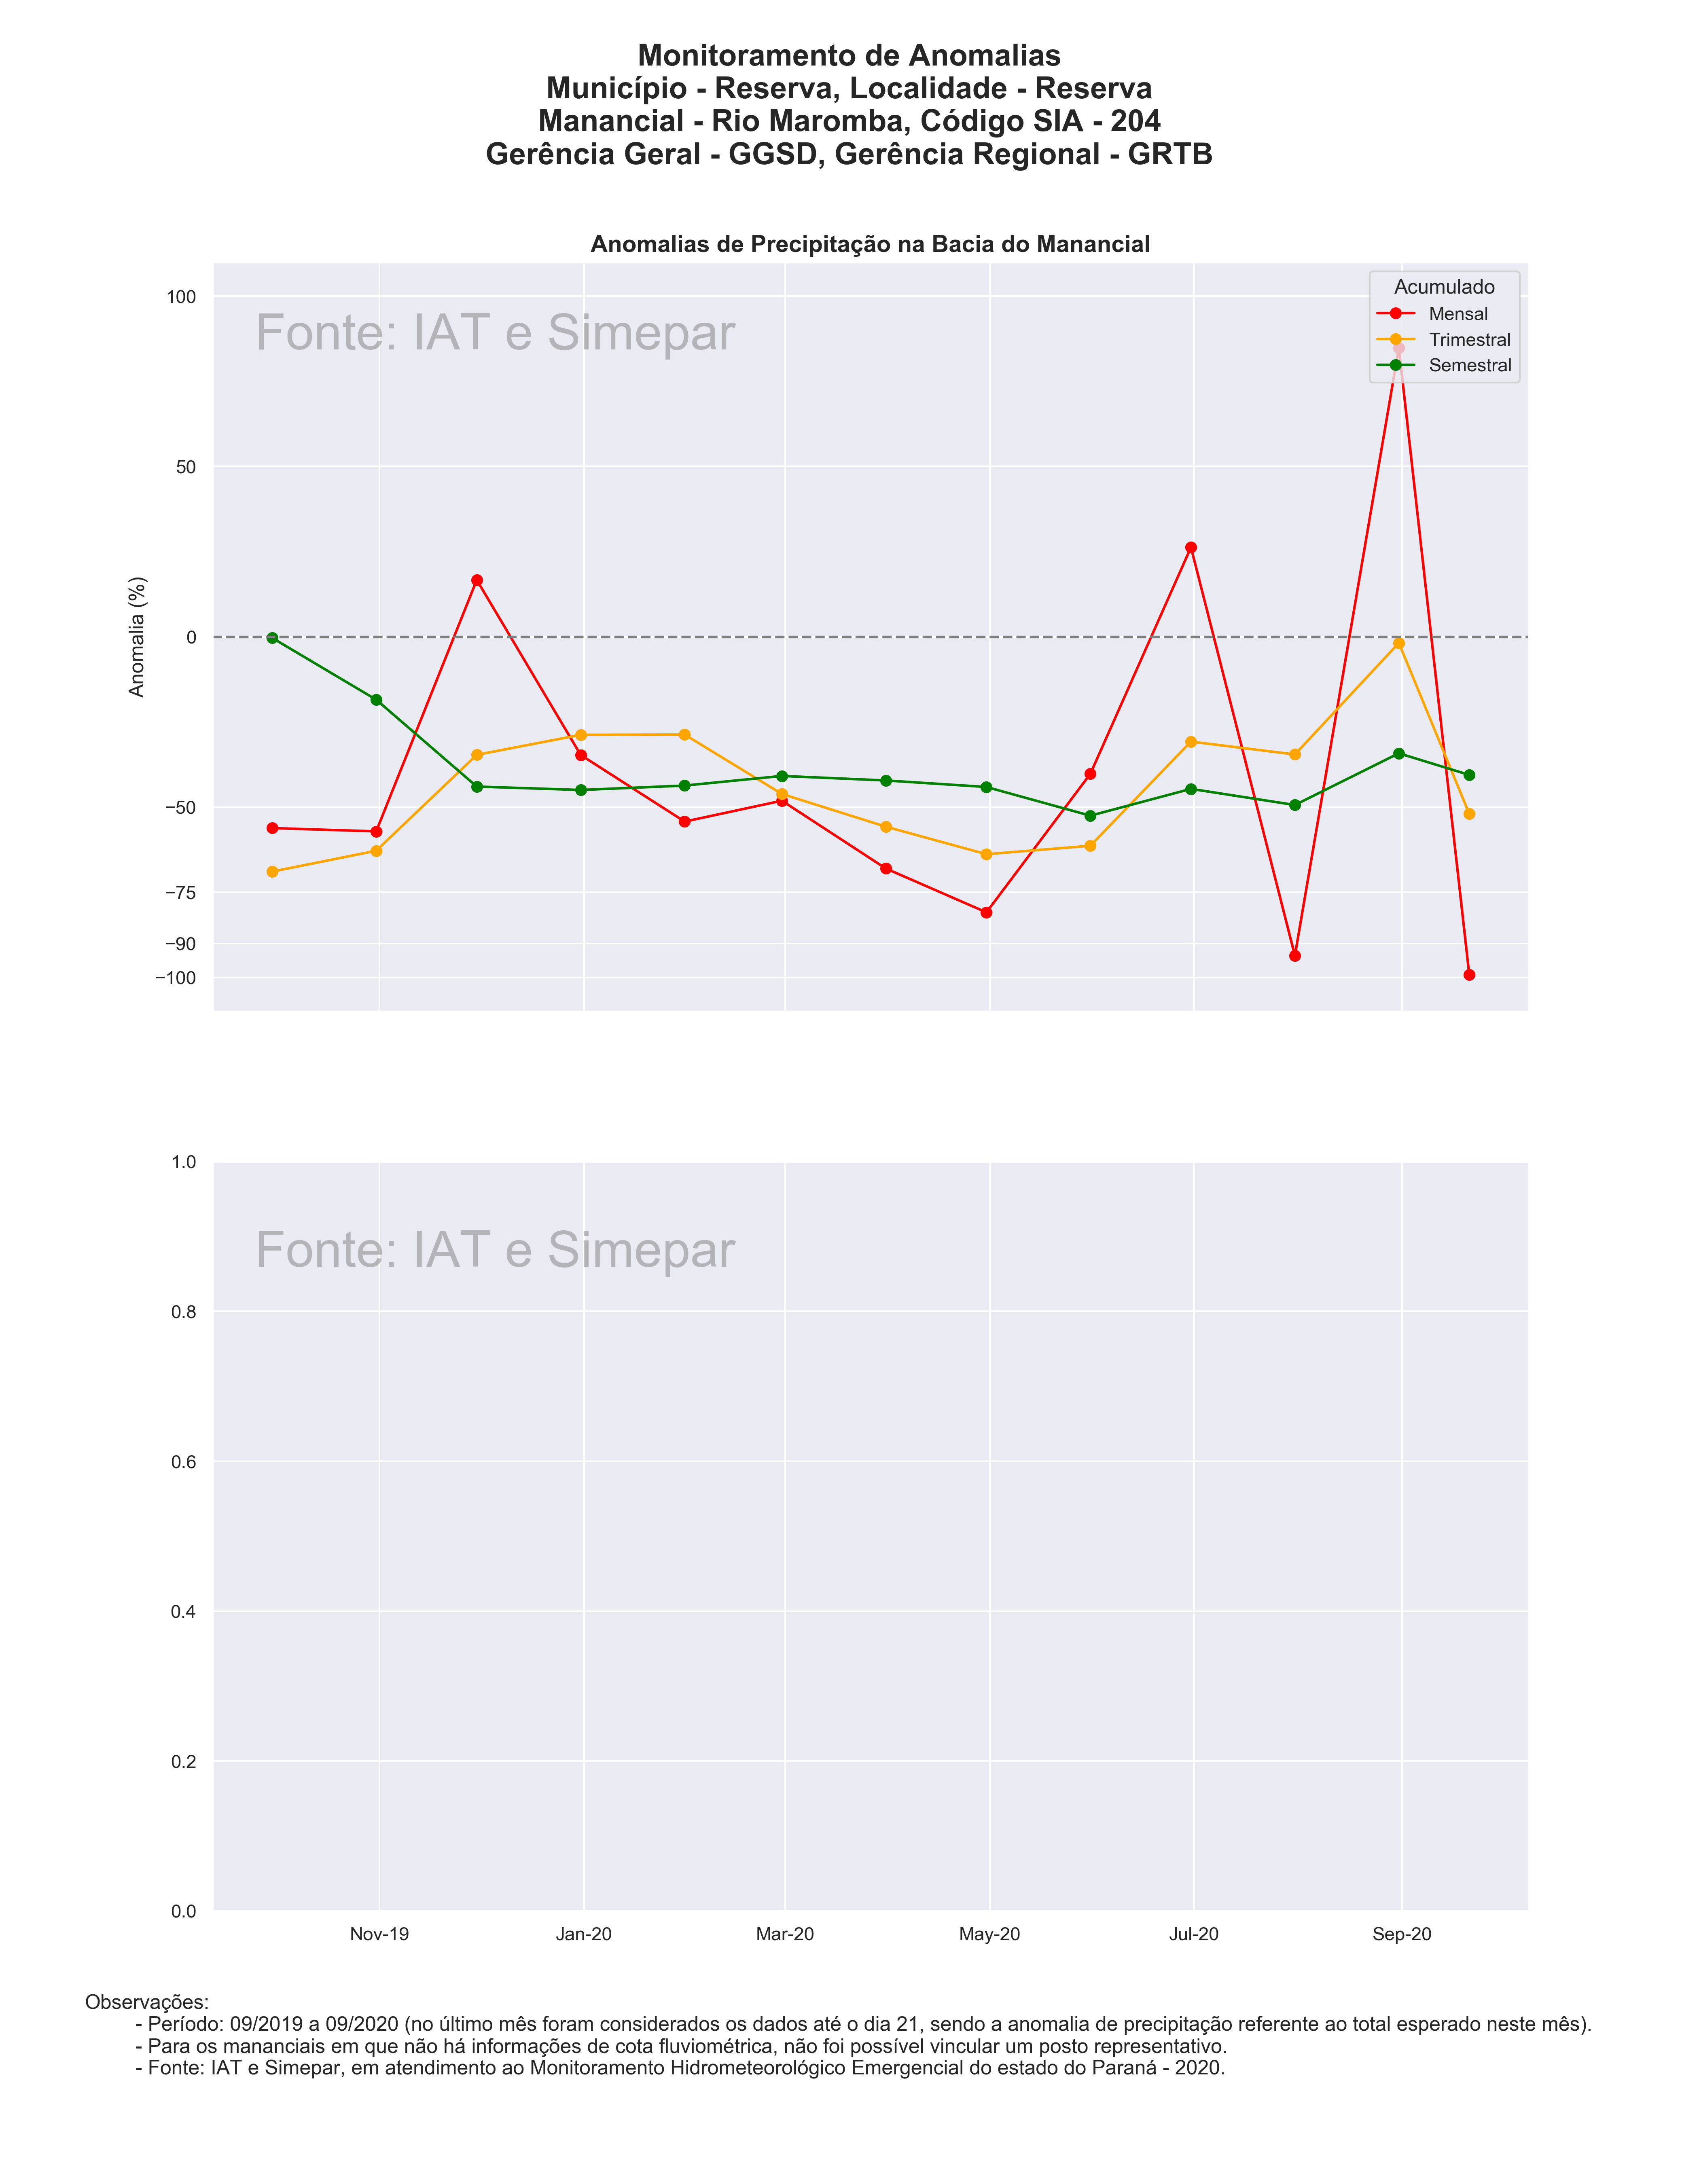 Monitoramento de Anomalias
Município - Reserva, Localidade - Reserva
Manancial - Rio Maromba, Código SIA - 204
Gerência Geral - GGSD, Gerência Regional - GRTB
Anomalias de Precipitação na Bacia do Manancial
Fonte: IAT e Simepar
Acumulado
Mensal
Trimestral
Semestral
Anomalia (%)
100
50
0
−50
−75
−90
−100
Fonte: IAT e Simepar
1.0
0.8
0.6
0.4
0.2
0.0
Nov-19 Jan-20 Mar-20 May-20 Jul-20 Sep-20
Observações:
- Período: 09/2019 a 09/2020 (no último mês foram considerados os dados até o dia 21, sendo a anomalia de precipitação referente ao total esperado neste mês).
- Para os mananciais em que não há informações de cota fluviométrica, não foi possível vincular um posto representativo.
- Fonte: IAT e Simepar, em atendimento ao Monitoramento Hidrometeorológico Emergencial do estado do Paraná - 2020.